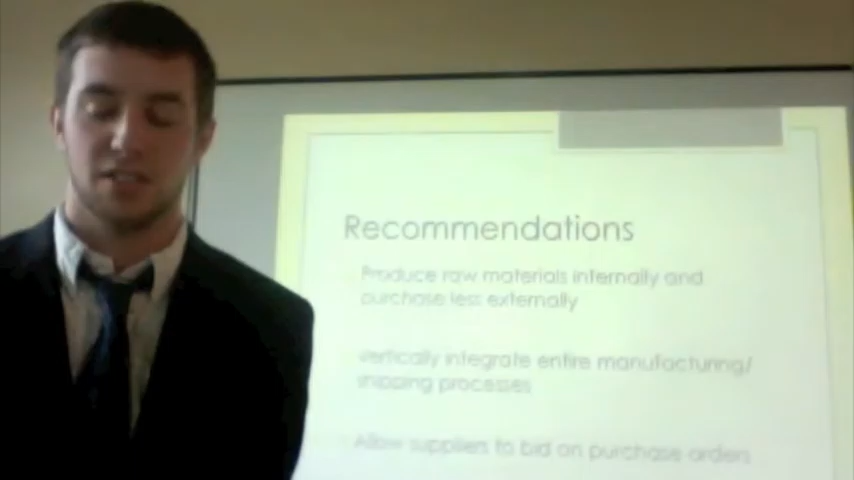 Recommendations
Produce raw materials internally and
purchase less externally
Vertically integrate entire manufacturing/
shipping processes
Allow suppliers to bid on purchase orders